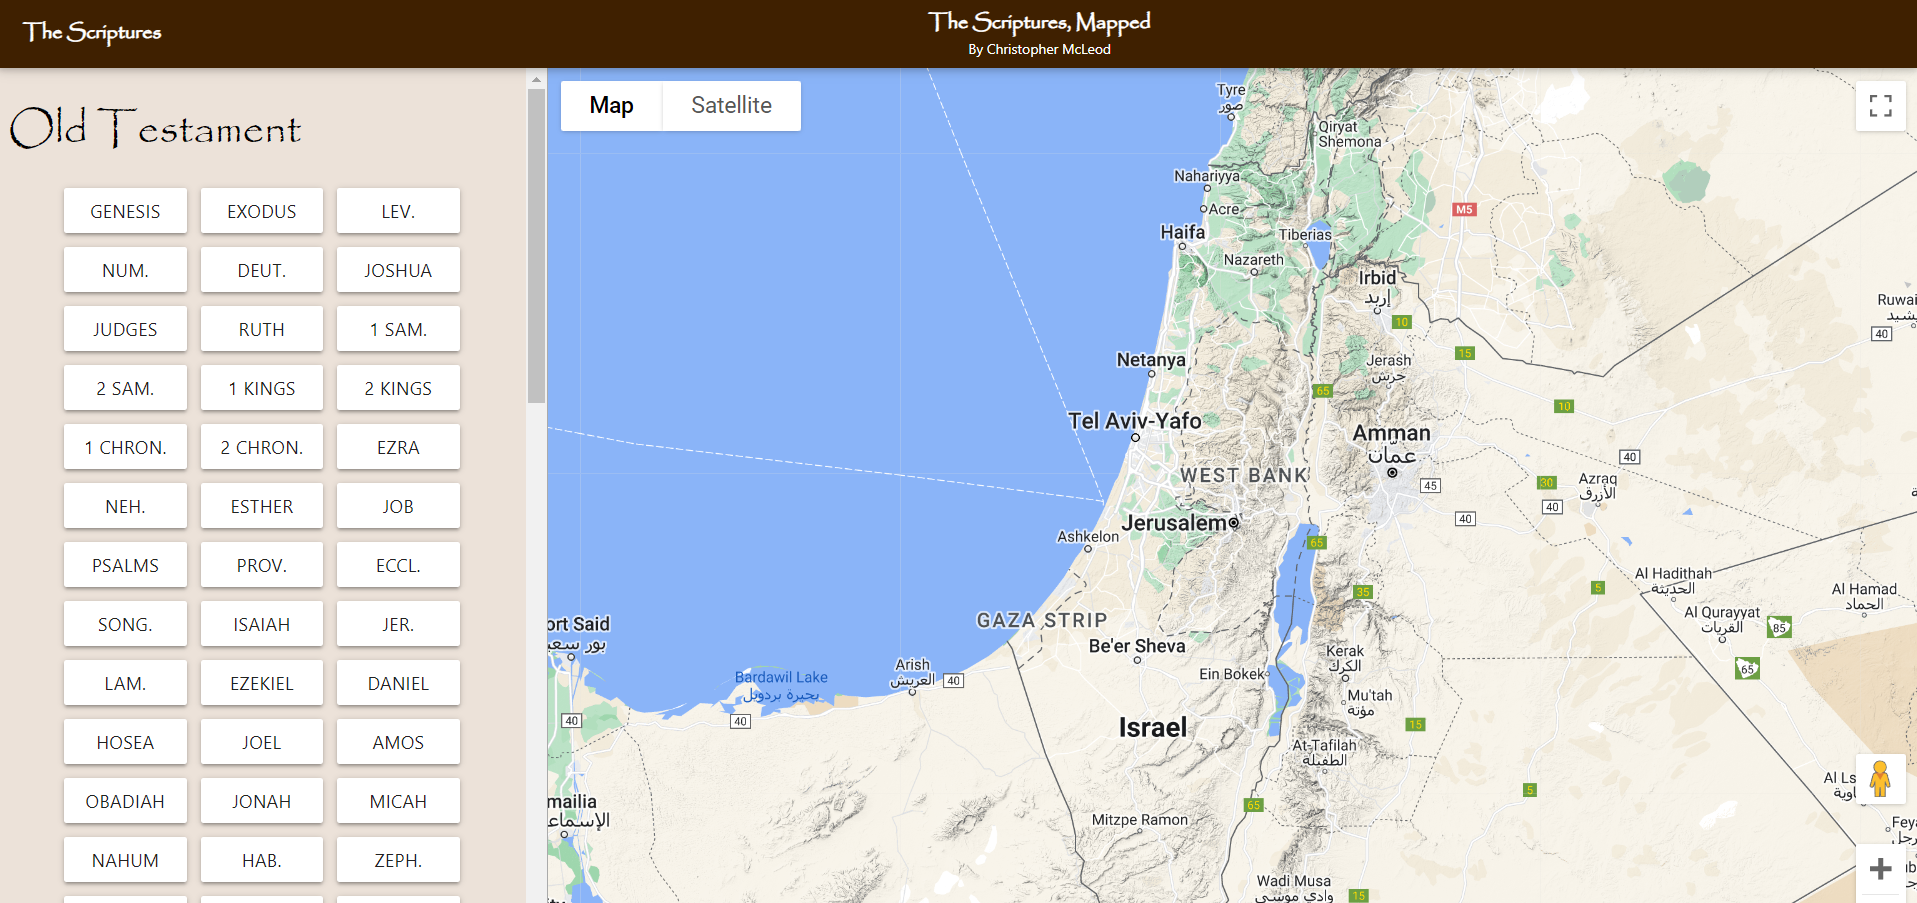 The Scriptures
The Scriptures, Mapped
By Christopher McLeod
Old Testament
GENESIS
EXODUS
LEV.
NUM.
DEUT.
JOSHUA
JUDGES
RUTH
1 SAM.
2 SAM.
1 KINGS
2 KINGS
1 CHRON.
2 CHRON.
EZRA
NEH.
ESTHER
JOB
PSALMS
PROV.
ECCL.
SONG.
ISAIAH
JER.
LAM.
EZEKIEL
DANIEL
HOSEA
JOEL
AMOS
OBADIAH
JONAH
MICAH
NAHUM
HAB.
ZEPH.
Map
Satellite
Tyre
صور
Qiryat
Shemona
Nahariyya
Acre
M5
Haifa
Tiberias
Nazareth
Irbid
إربد
10
Ruwai
40
Netanya
Jerash
جرش
15
65
10
Tel Aviv-Yafo
Amman
عمّان
40
WEST BANK
45
30
Azraq
الأزرق
40
Jerusalem
40
Ashkelon
65
Al Hadithah
الحديثة
35
5
Al Hamad
الحماد
Al Qurayyat
القريات
85
GAZA STRIP
ort Said
بور سعي
Be'er Sheva
Kerak
الكرك
65
Arish
العريش
40
Bardawil Lake
بحيرة بردويل
Ein Bokek
Mu'tah
مؤتة
40
40
15
Israel
At-Tafilah
الطفيلة
Al Ls
5
mailia
الإسماع
65
Mitzpe Ramon
Feya
Wadi Musa
وادي موسى
15